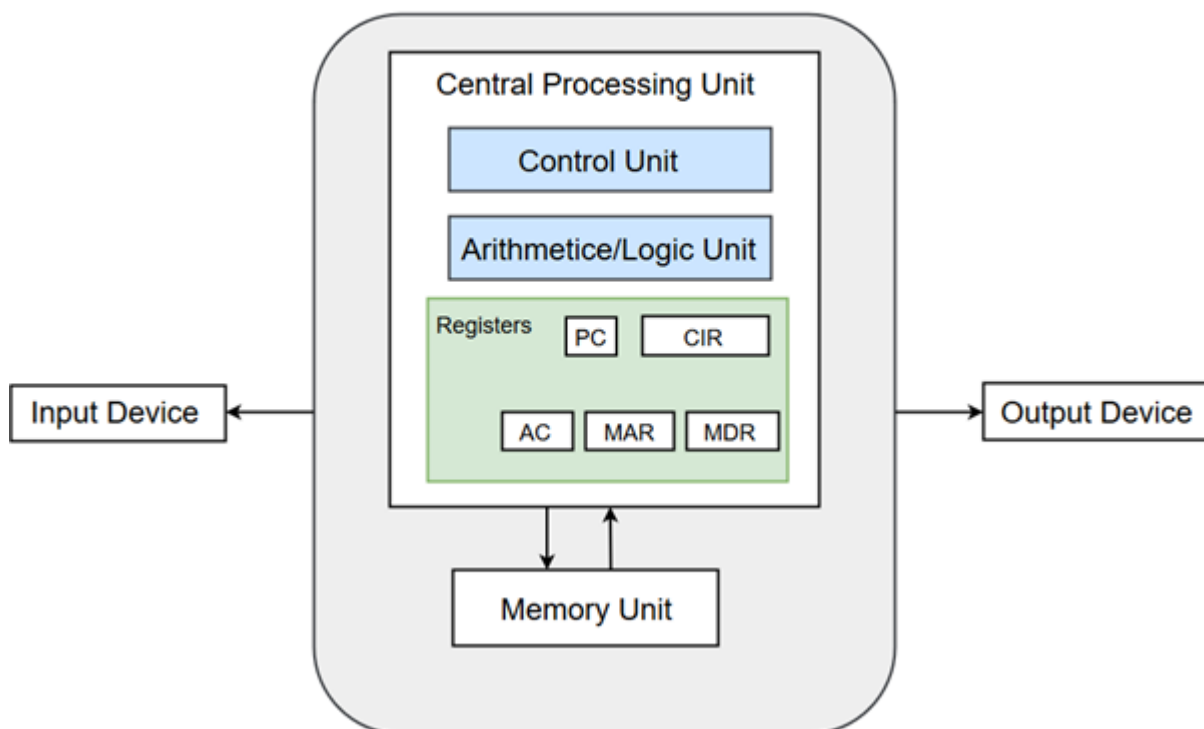 Central Processing Unit
Control Unit
Arithmetice/Logic Unit
Registers
PC
CIR
Input Device
Output Device
AC
MAR
MDR
Memory Unit